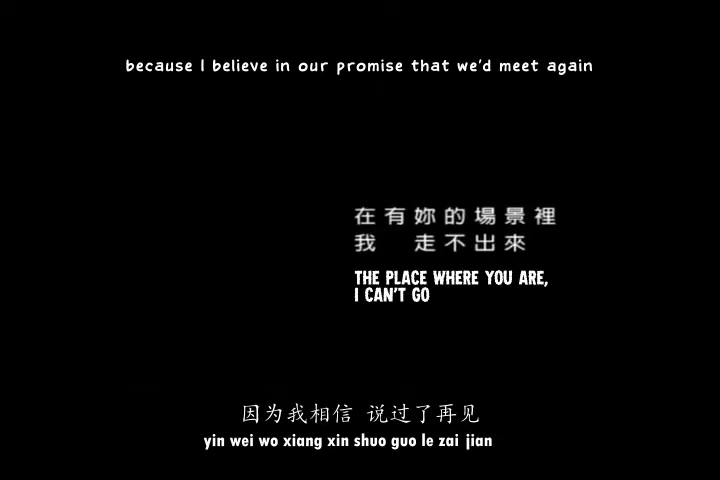 because I believe in our promise that we'd meet again
在有妳的場景裡
我 走不出來
THE PLACE WHERE YOU ARE,
I CAN'T GO
因为我相信 说过了再见
yin wei wo xiang xin shuo guo le zai jian